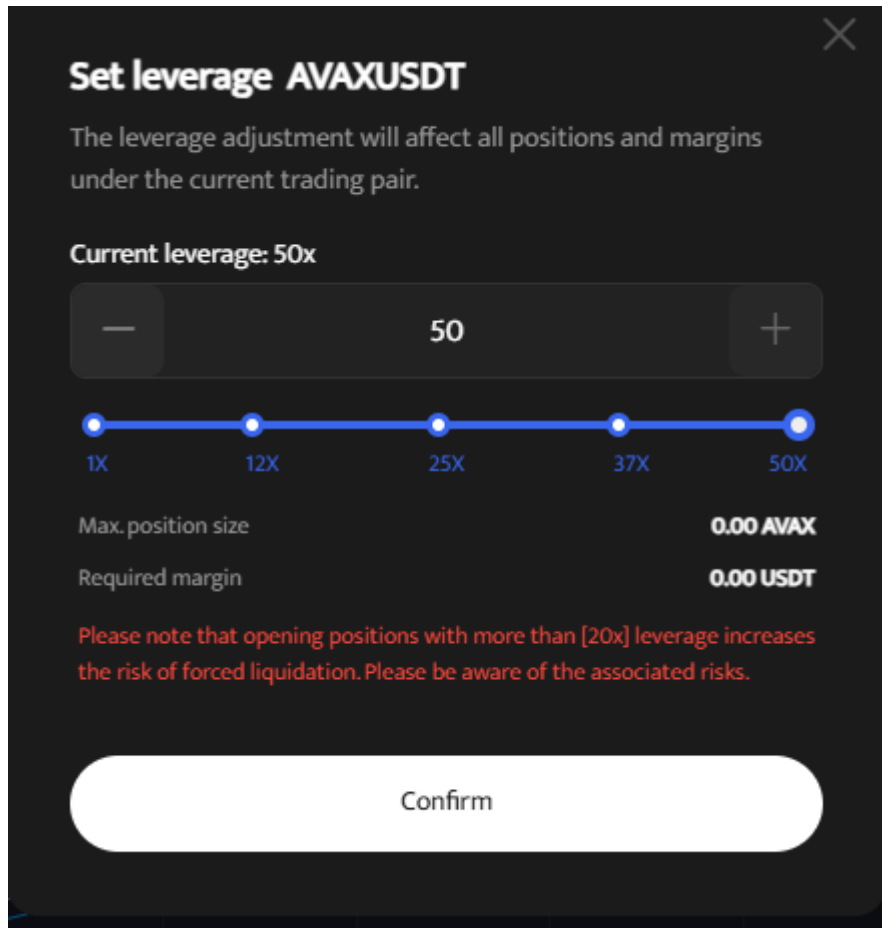 Set leverage AVAXUSDT
The leverage adjustment will affect all positions and margins
under the current trading pair.
Current leverage: 50x
50
1X 12X 25X 37X 50X
Max. position size 0.00 AVAX
Required margin 0.00 USDT
Please note that opening positions with more than [20x] leverage increases
the risk of forced liquidation. Please be aware of the associated risks.
Confirm